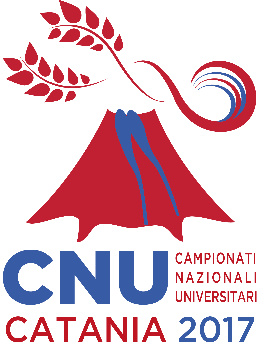 CNU
CAMPIONATI
NAZIONALI
UNIVERSITARI
CATANIA 2017